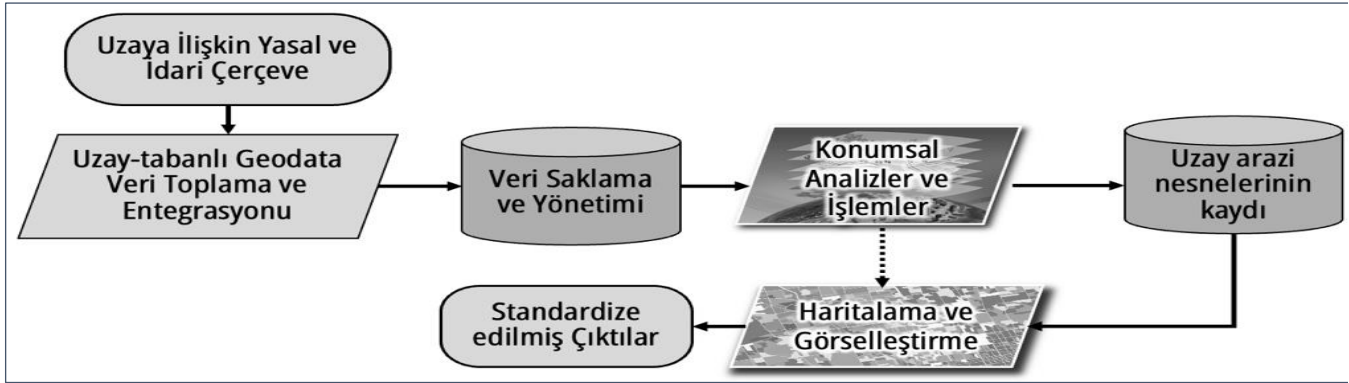 Uzaya İlişkin Yasal ve
İdari Çerçeve
Uzay-tabanlı Geodata
Veri Toplama ve
Entegrasyonu
Veri Saklama
ve Yönetimi
Konumsal
Analizler ve
İşlemler
Uzay arazi
nesnelerinin
kaydı
Standardize
edilmiş Çıktılar
Haritalama ve
Görselleştirme